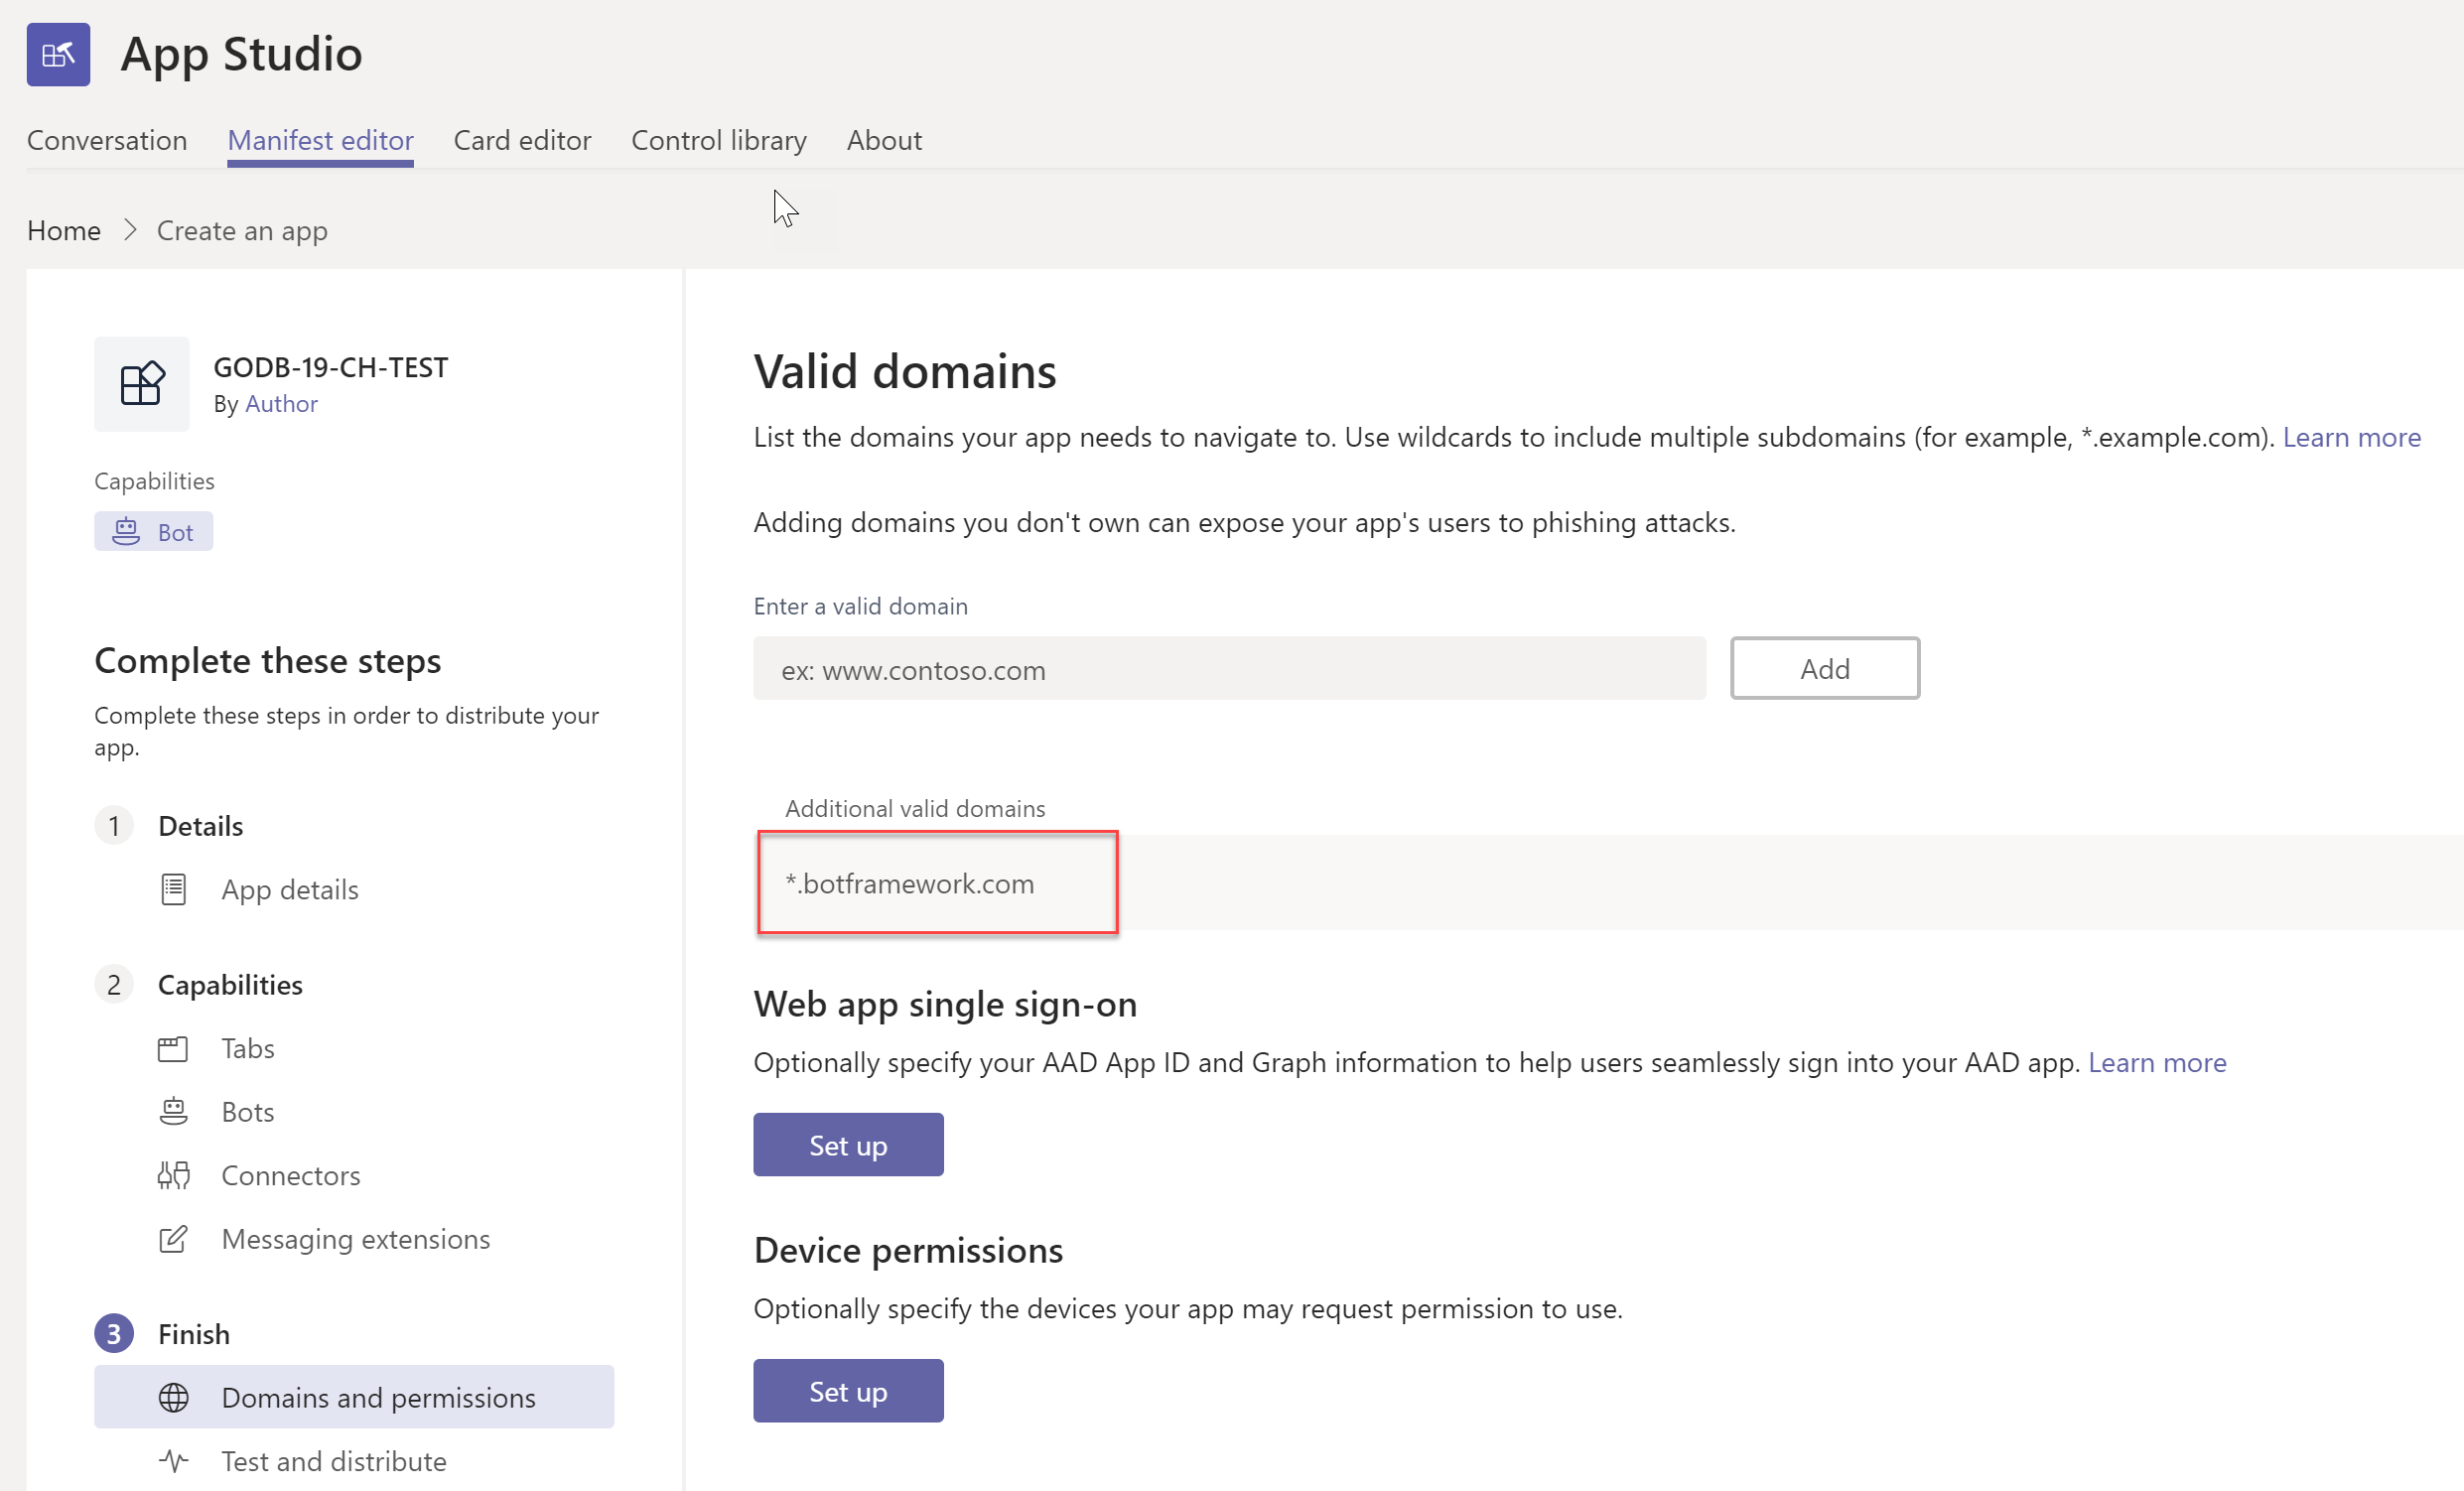 App Studio
Conversation Manifest editor Card editor Control library About
Home Create an app
GODB-19-CH-TEST
By Author
Capabilities
Bot
Complete these steps
Complete these steps in order to distribute your
app.
1 Details
App details
2 Capabilities
Tabs
Bots
Connectors
Messaging extensions
3 Finish
Domains and permissions
Test and distribute
Valid domains
List the domains your app needs to navigate to. Use wildcards to include multiple subdomains (for example, *.example.com). Learn more
Adding domains you don't own can expose your app's users to phishing attacks.
Enter a valid domain
ex: www.contoso.com Add
Additional valid domains
*.botframework.com
Web app single sign-on
Optionally specify your AAD App ID and Graph information to help users seamlessly sign into your AAD app. Learn more
Set up
Device permissions
Optionally specify the devices your app may request permission to use.
Set up